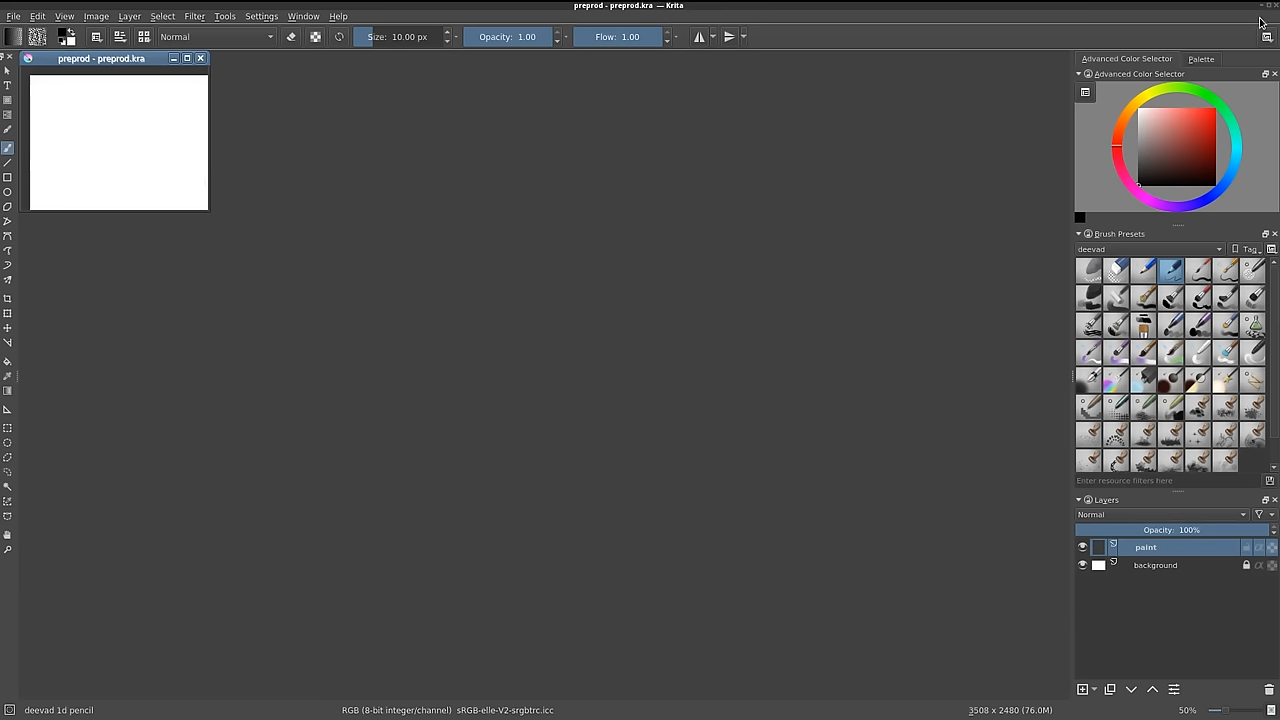 preprod - preprod.kra — Krita
File Edit View Image Layer Select Filter Tools Settings Window Help
Normal Size: 10.00 px Opacity: 1.00 Flow: 1.00
preprod - preprod.kra
Advanced Color Selector Palette
Advanced Color Selector
Brush Presets
deevad Tag
Enter resource filters here
Layers
Normal
Opacity: 100%
paint
background
deevad 1d pencil RGB (8-bit integer/channel) sRGB-elle-V2-srgbtrc.icc 3508 x 2480 (76.0M) 50%